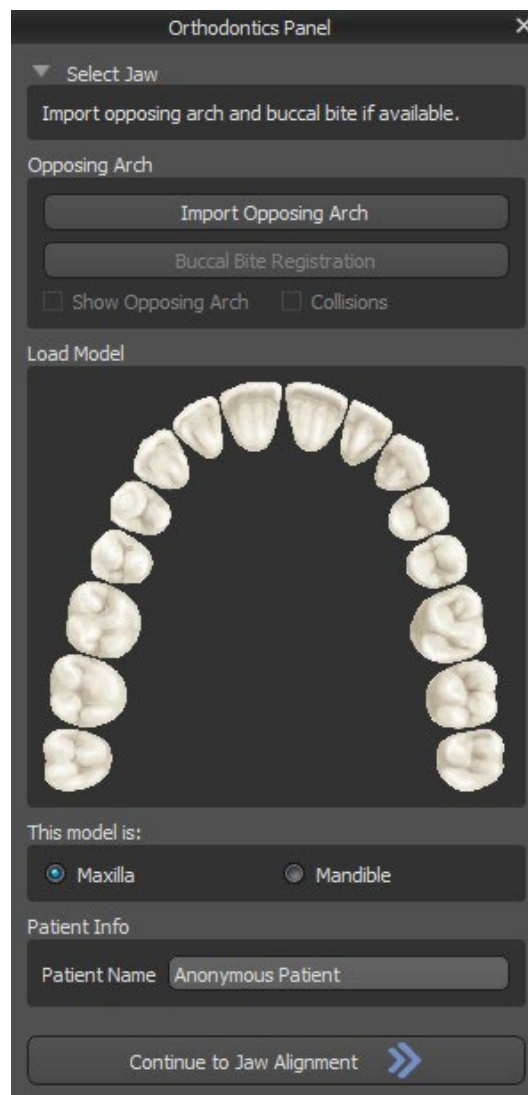 Orthodontics Panel
Select Jaw
Import opposing arch and buccal bite if available.
Opposing Arch
Import Opposing Arch
Buccal Bite Registration
Show Opposing Arch Collisions
Load Model
This model is:
Maxilla Mandible
Patient Info
Patient Name Anonymous Patient
Continue to Jaw Alignment